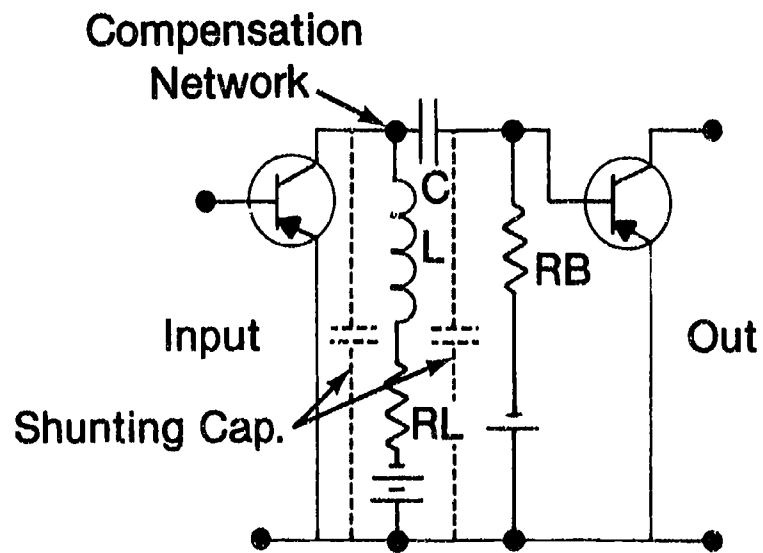 Compensation
Network
C
L
RB
Input
Out
Shunting Cap.
RL